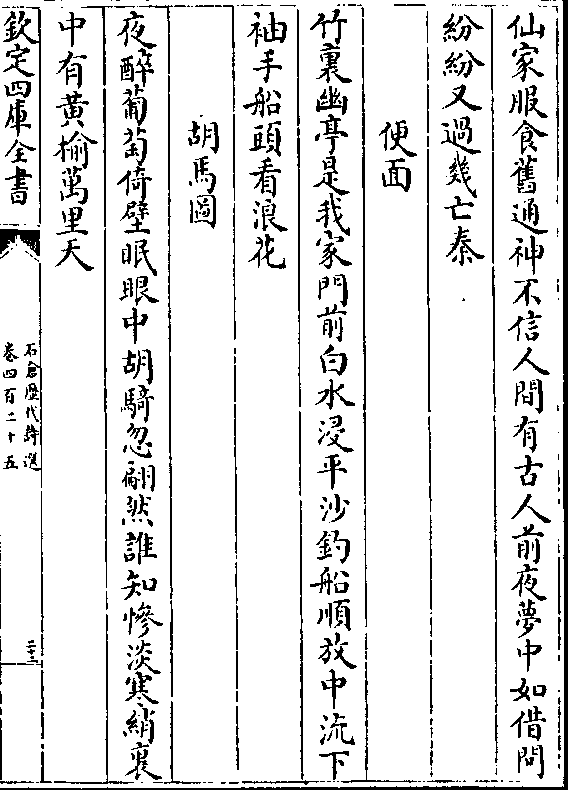 仙家服食舊通神不信人間有古人前夜夢中如借問
紛紛又過幾亡秦
便面
竹裏幽亭是我家門前白水浸平沙釣船順放中流下
袖手船頭看浪花
胡馬圖
夜醉葡萄倚壁眠眼中胡騎忽翩然誰知慘淡寒綃裏
中有黃榆萬里天
欽定四庫全書
石倉歷代詩選
卷四百二十五
二十三